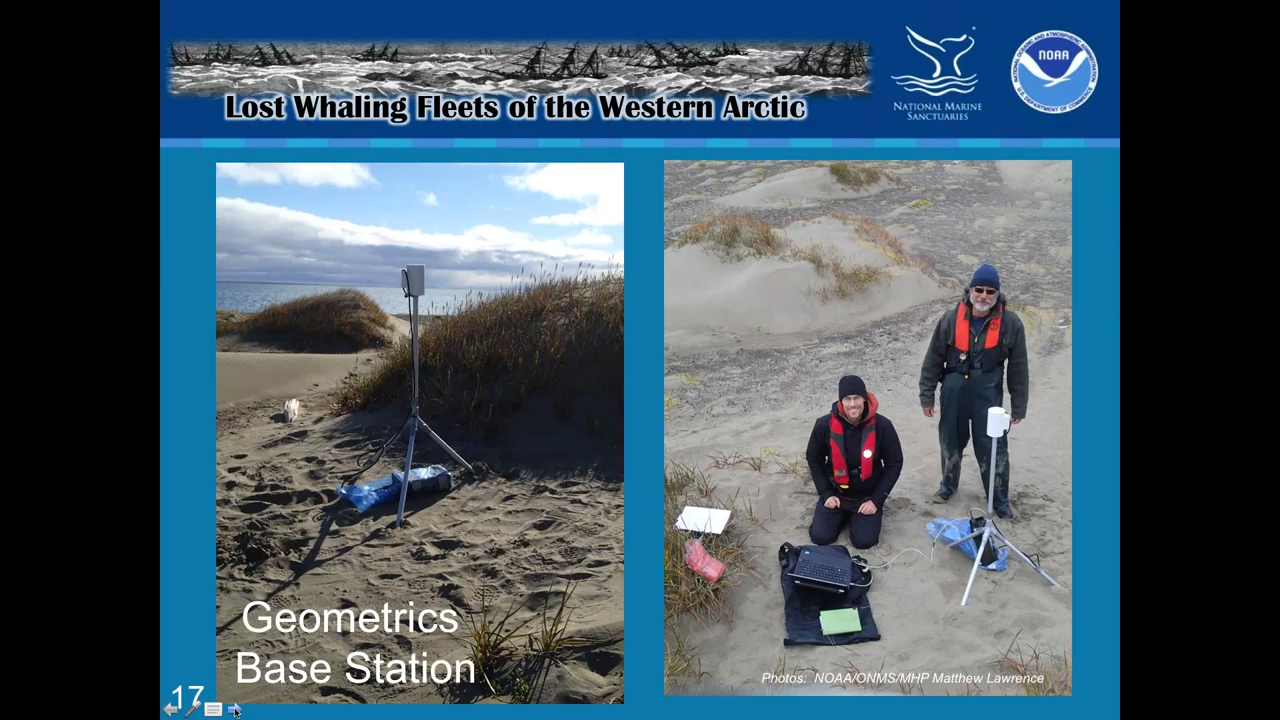 Lost Whaling Fleets of the Western Arctic
National Marine
Sanctuaries
NATIONAL OCEANIC AND ATMOSPHERIC ADMINISTRATION
NOAA
U.S. DEPARTMENT OF COMMERCE
Geometrics
Base Station
Photos: NOAA/ONMS/MHP Matthew Lawrence
17